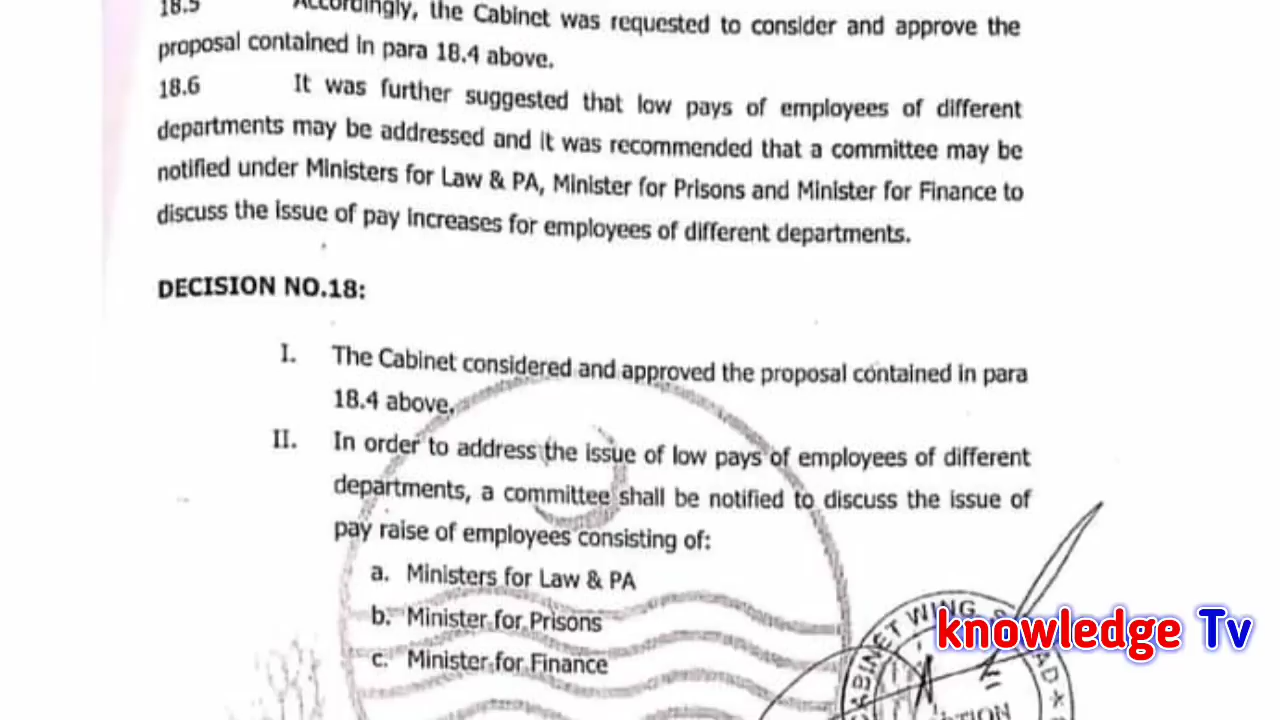 18.5 Accordingly, the Cabinet was requested to consider and approve the
proposal contained in para 18.4 above.
18.6 It was further suggested that low pays of employees of different
departments may be addressed and it was recommended that a committee may be
notified under Ministers for Law & PA, Minister for Prisons and Minister for Finance to
discuss the issue of pay increases for employees of different departments.
DECISION NO.18:
I. The Cabinet considered and approved the proposal contained in para
18.4 above.
II. In order to address the issue of low pays of employees of different
departments, a committee shall be notified to discuss the issue of
pay raise of employees consisting of:
a. Ministers for Law & PA
b. Minister for Prisons
c. Minister for Finance
CABINET WING
knowledge Tv